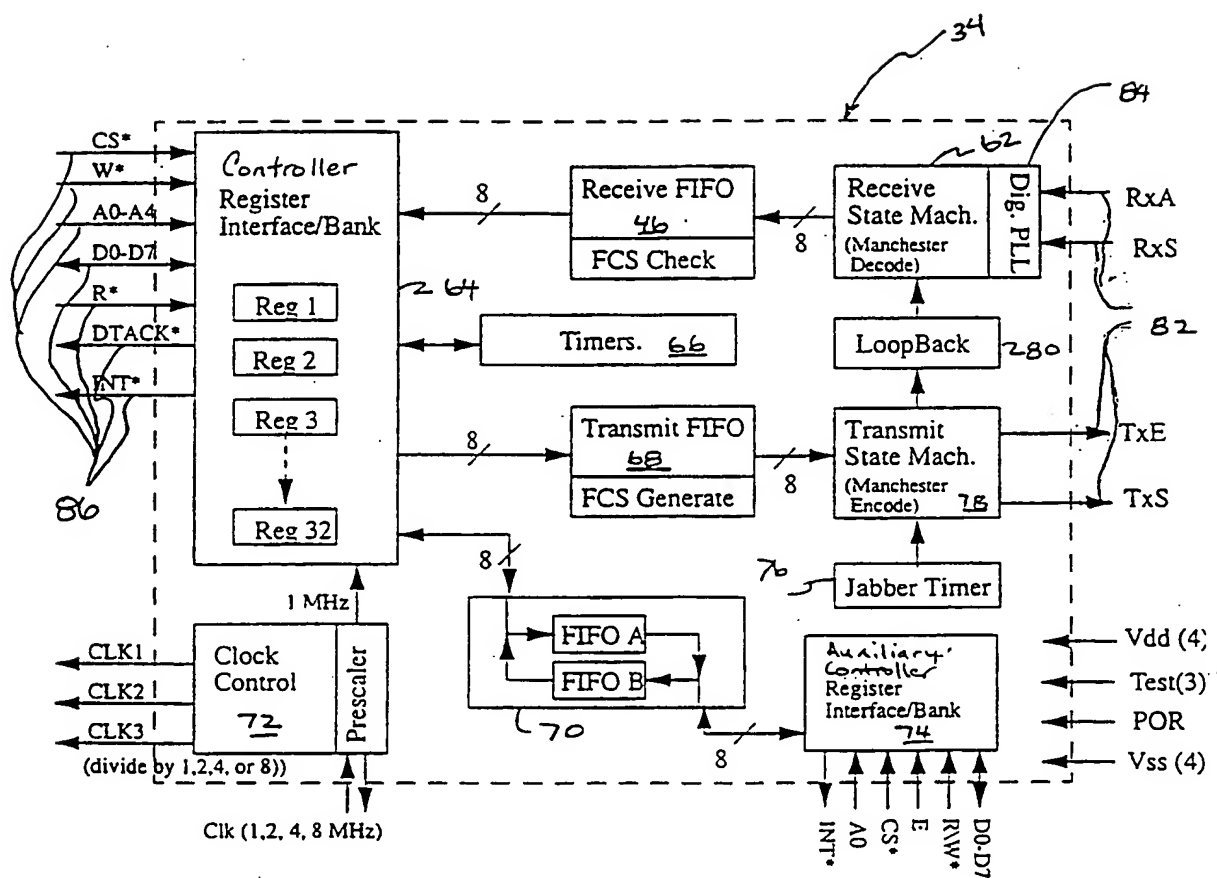 34
84
62
CS*
W*
A0-A4
D0-D7
R*
DTACK*
INT*
86
Controller
Register
Interface/Bank
Reg 1
Reg 2
Reg 3
Reg 32
64
8
Receive FIFO
46
FCS Check
8
Receive
State Mach.
(Manchester
Decode)
Dig. PLL
RxA
RxS
82
Timers. 66
LoopBack
80
8
Transmit FIFO
68
FCS Generate
8
Transmit
State Mach.
(Manchester
Encode) 78
TxE
TxS
8
76
Jabber Timer
1 MHz
CLK1
CLK2
CLK3
(divide by 1,2,4, or 8))
Clock
Control
72
Prescaler
Clk (1,2, 4, 8 MHz)
FIFO A
FIFO B
70
8
Auxiliary
Controller
Register
Interface/Bank
74
INT*
A0
CS*
E
R\W*
D0-D7
Vdd (4)
Test(3)
POR
Vss (4)